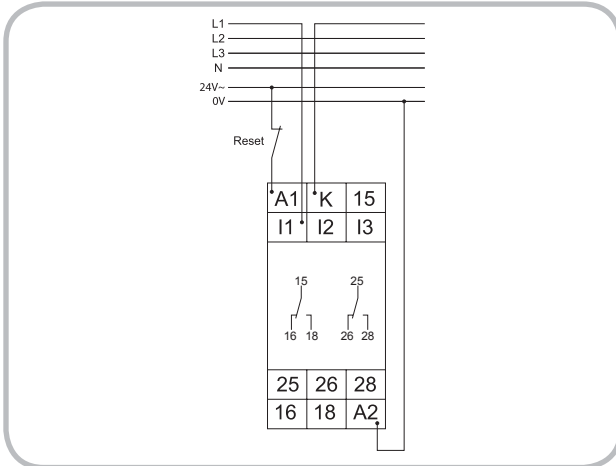 L1
L2
L3
N
24V~
0V
Reset
A1 K 15
I1 I2 I3
15 25
16 18 26 28
25 26 28
16 18 A2